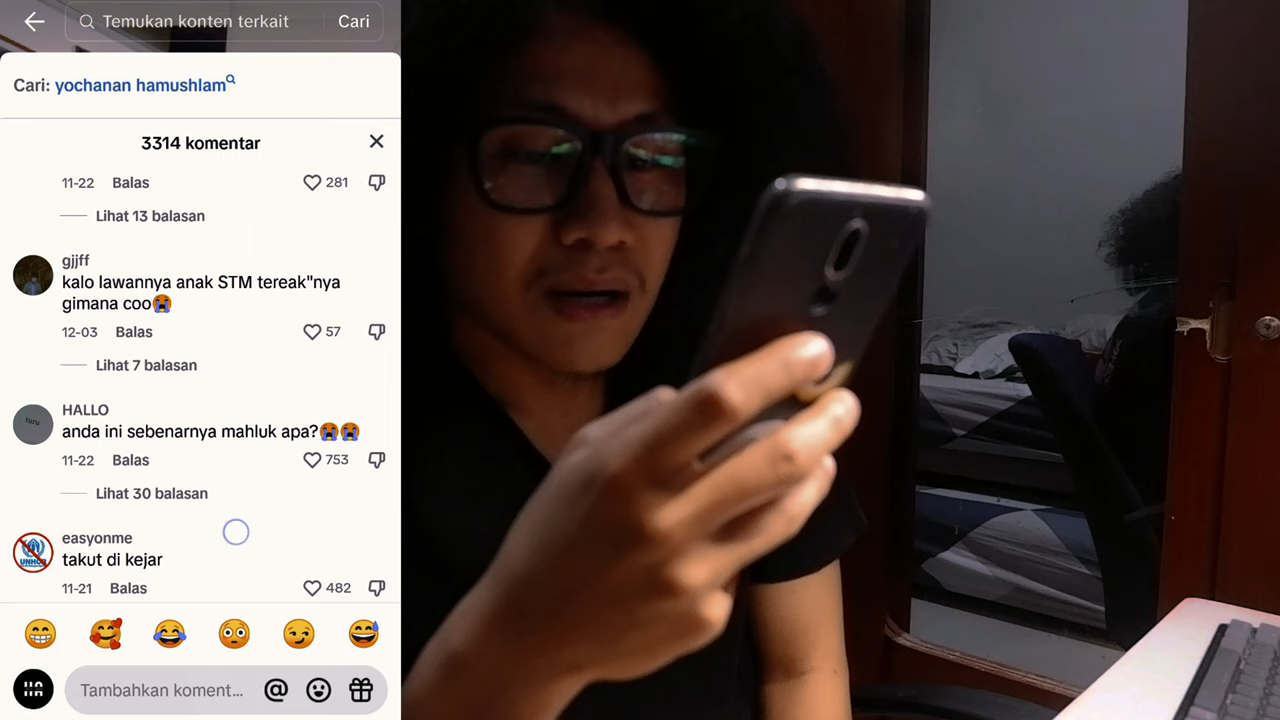 Temukan konten terkait
Cari
Cari: yochanan hamushlam
3314 komentar
11-22 Balas 281
Lihat 13 balasan
gjjff
kalo lawannya anak STM tereak"nya
gimana coo😭
12-03 Balas 57
Lihat 7 balasan
HALLO
anda ini sebenarnya mahluk apa?😭😭
11-22 Balas 753
Lihat 30 balasan
easyonme
takut di kejar
11-21 Balas 482
Tambahkan koment...